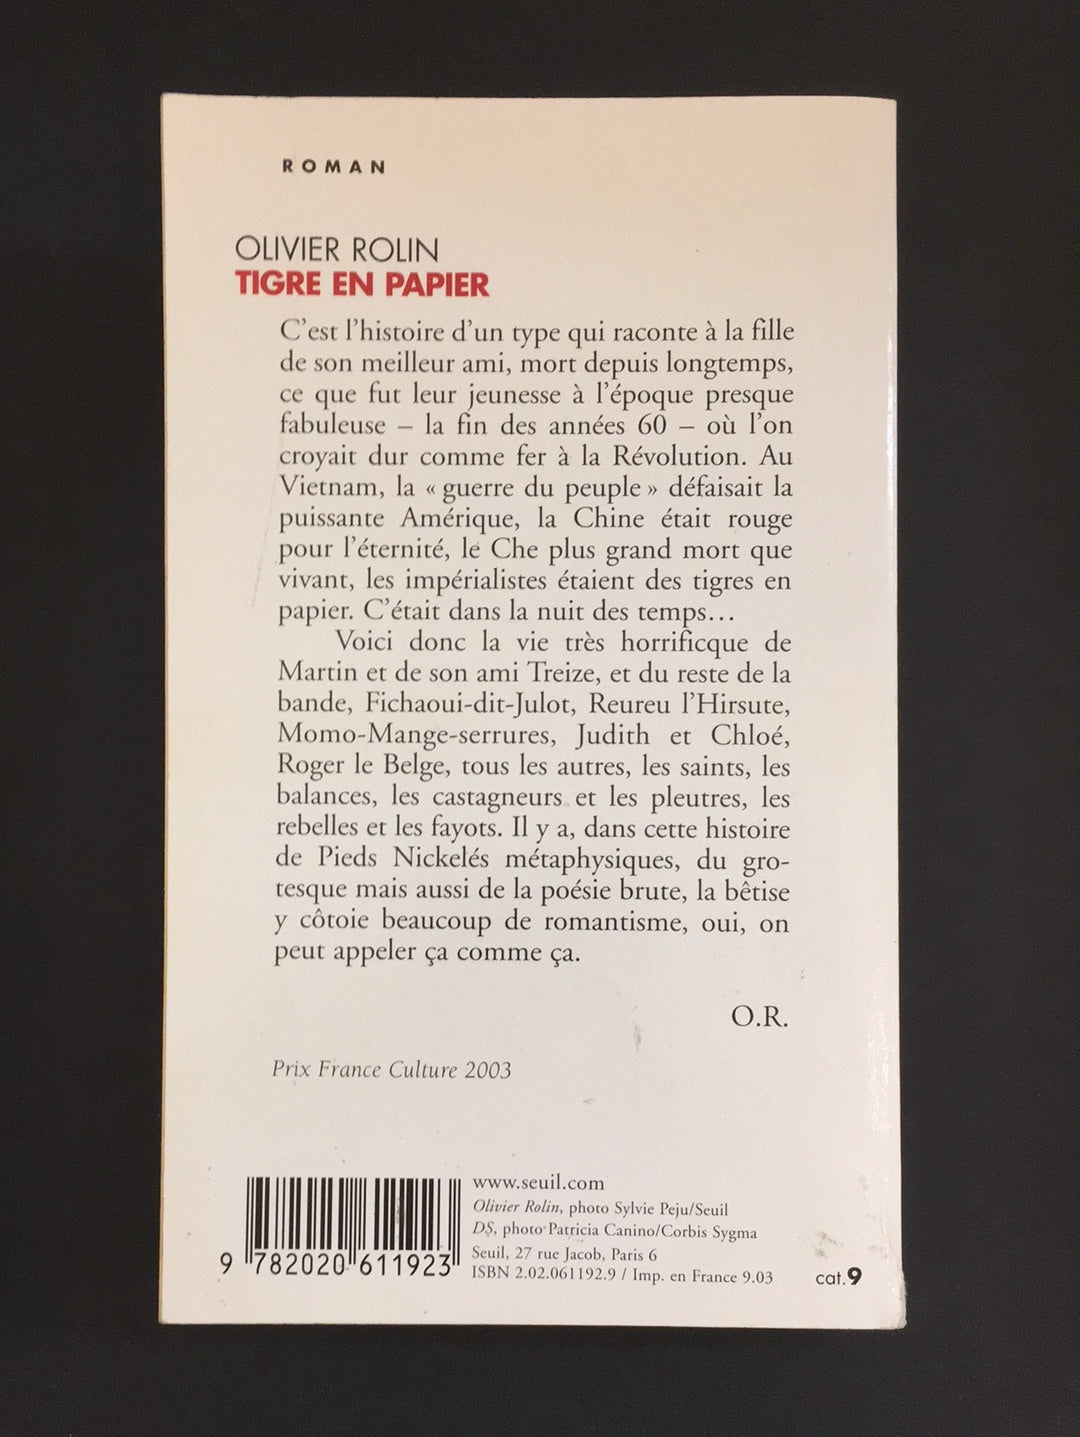 ROMAN
OLIVIER ROLIN
TIGRE EN PAPIER
C'est l'histoire d'un type qui raconte à la fille
de son meilleur ami, mort depuis longtemps,
ce que fut leur jeunesse à l'époque presque
fabuleuse – la fin des années 60 – où l'on
croyait dur comme fer à la Révolution. Au
Vietnam, la « guerre du peuple » défaisait la
puissante Amérique, la Chine était rouge
pour l'éternité, le Che plus grand mort que
vivant, les impérialistes étaient des tigres en
papier. C'était dans la nuit des temps...
Voici donc la vie très horrificque de
Martin et de son ami Treize, et du reste de la
bande, Fichaoui-dit-Julot, Reureu l'Hirsute,
Momo-Mange-serrures, Judith et Chloé,
Roger le Belge, tous les autres, les saints, les
balances, les castagneurs et les pleutres, les
rebelles et les fayots. Il y a, dans cette histoire
de Pieds Nickelés métaphysiques, du gro-
tesque mais aussi de la poésie brute, la bêtise
y côtoie beaucoup de romantisme, oui, on
peut appeler ça comme ça.
O.R.
Prix France Culture 2003
www.seuil.com
Olivier Rolin, photo Sylvie Peju/Seuil
DS, photo Patricia Canino/Corbis Sygma
Seuil, 27 rue Jacob, Paris 6
ISBN 2.02.061192.9 / Imp. en France 9.03
cat.9
9 782020 611923